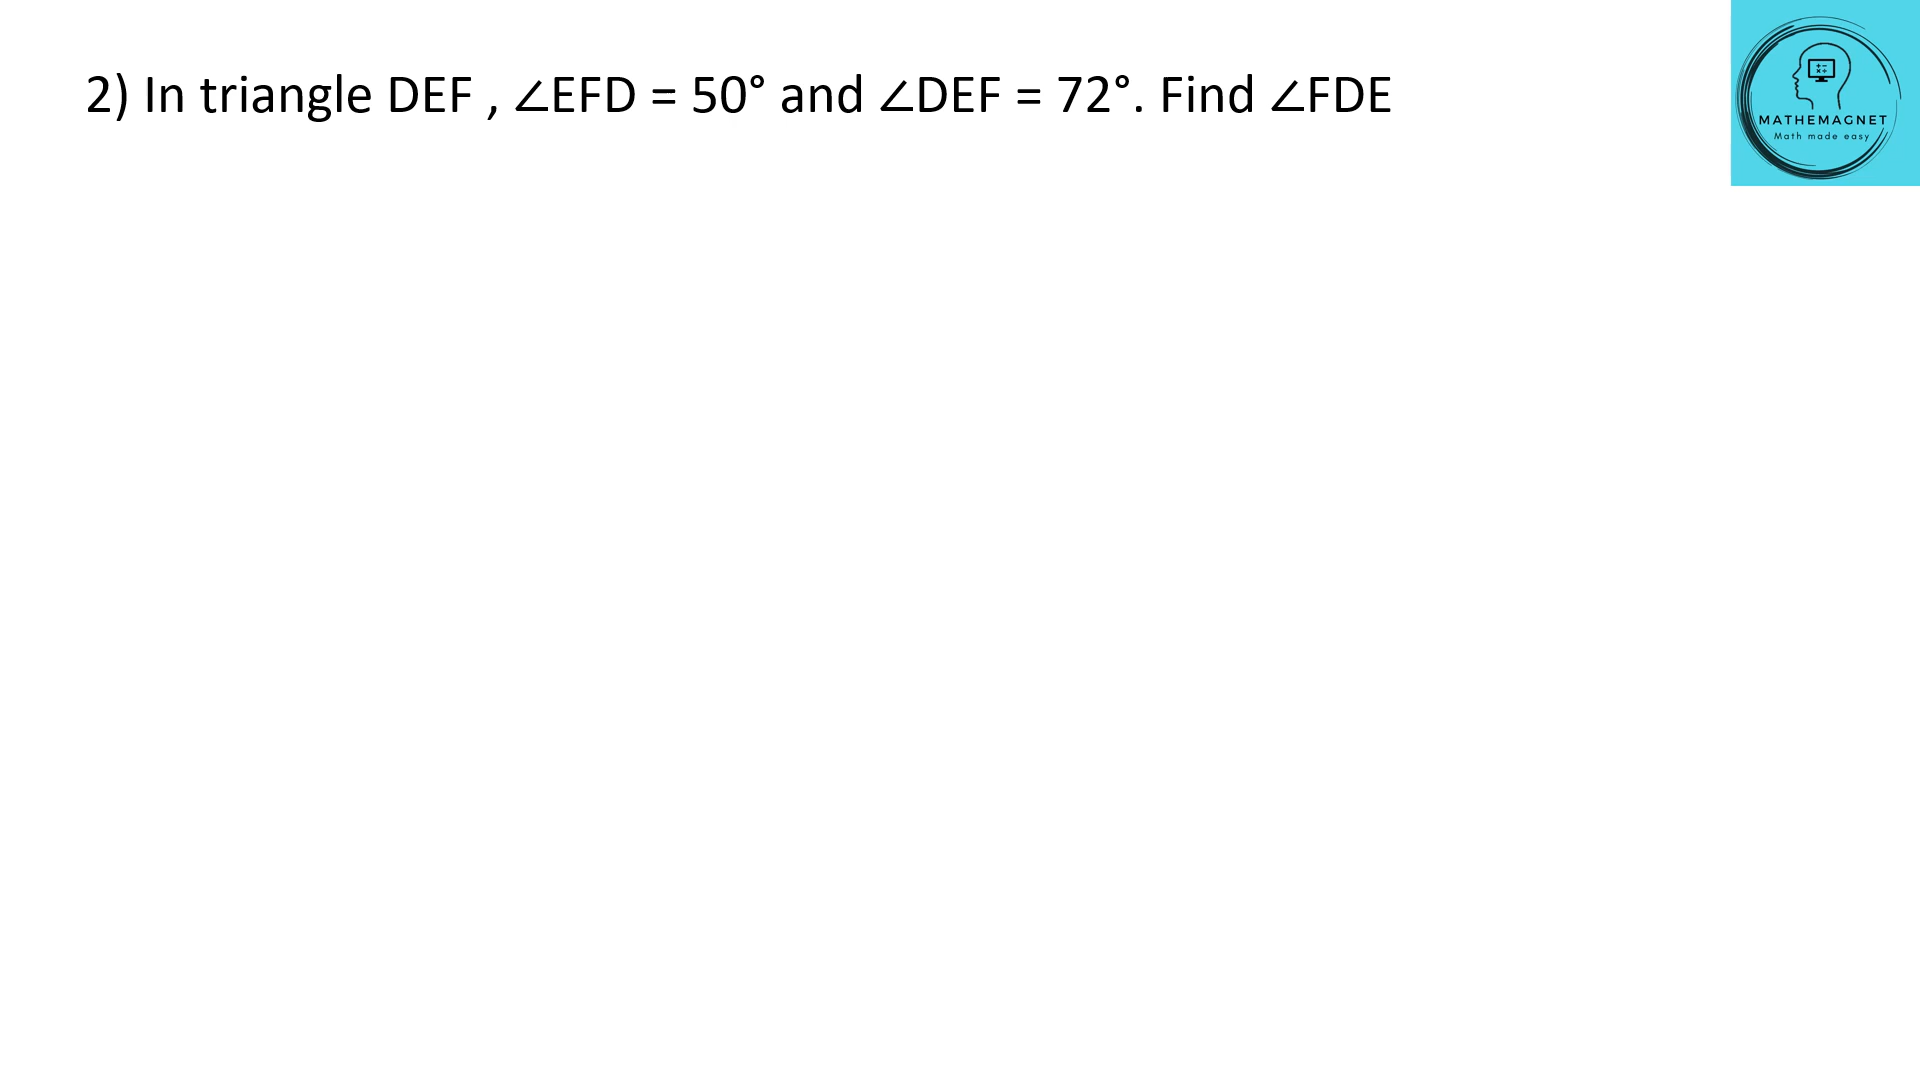 2) In triangle DEF , ∠EFD = 50° and ∠DEF = 72°. Find ∠FDE
MATHEMAGNET
Math made easy